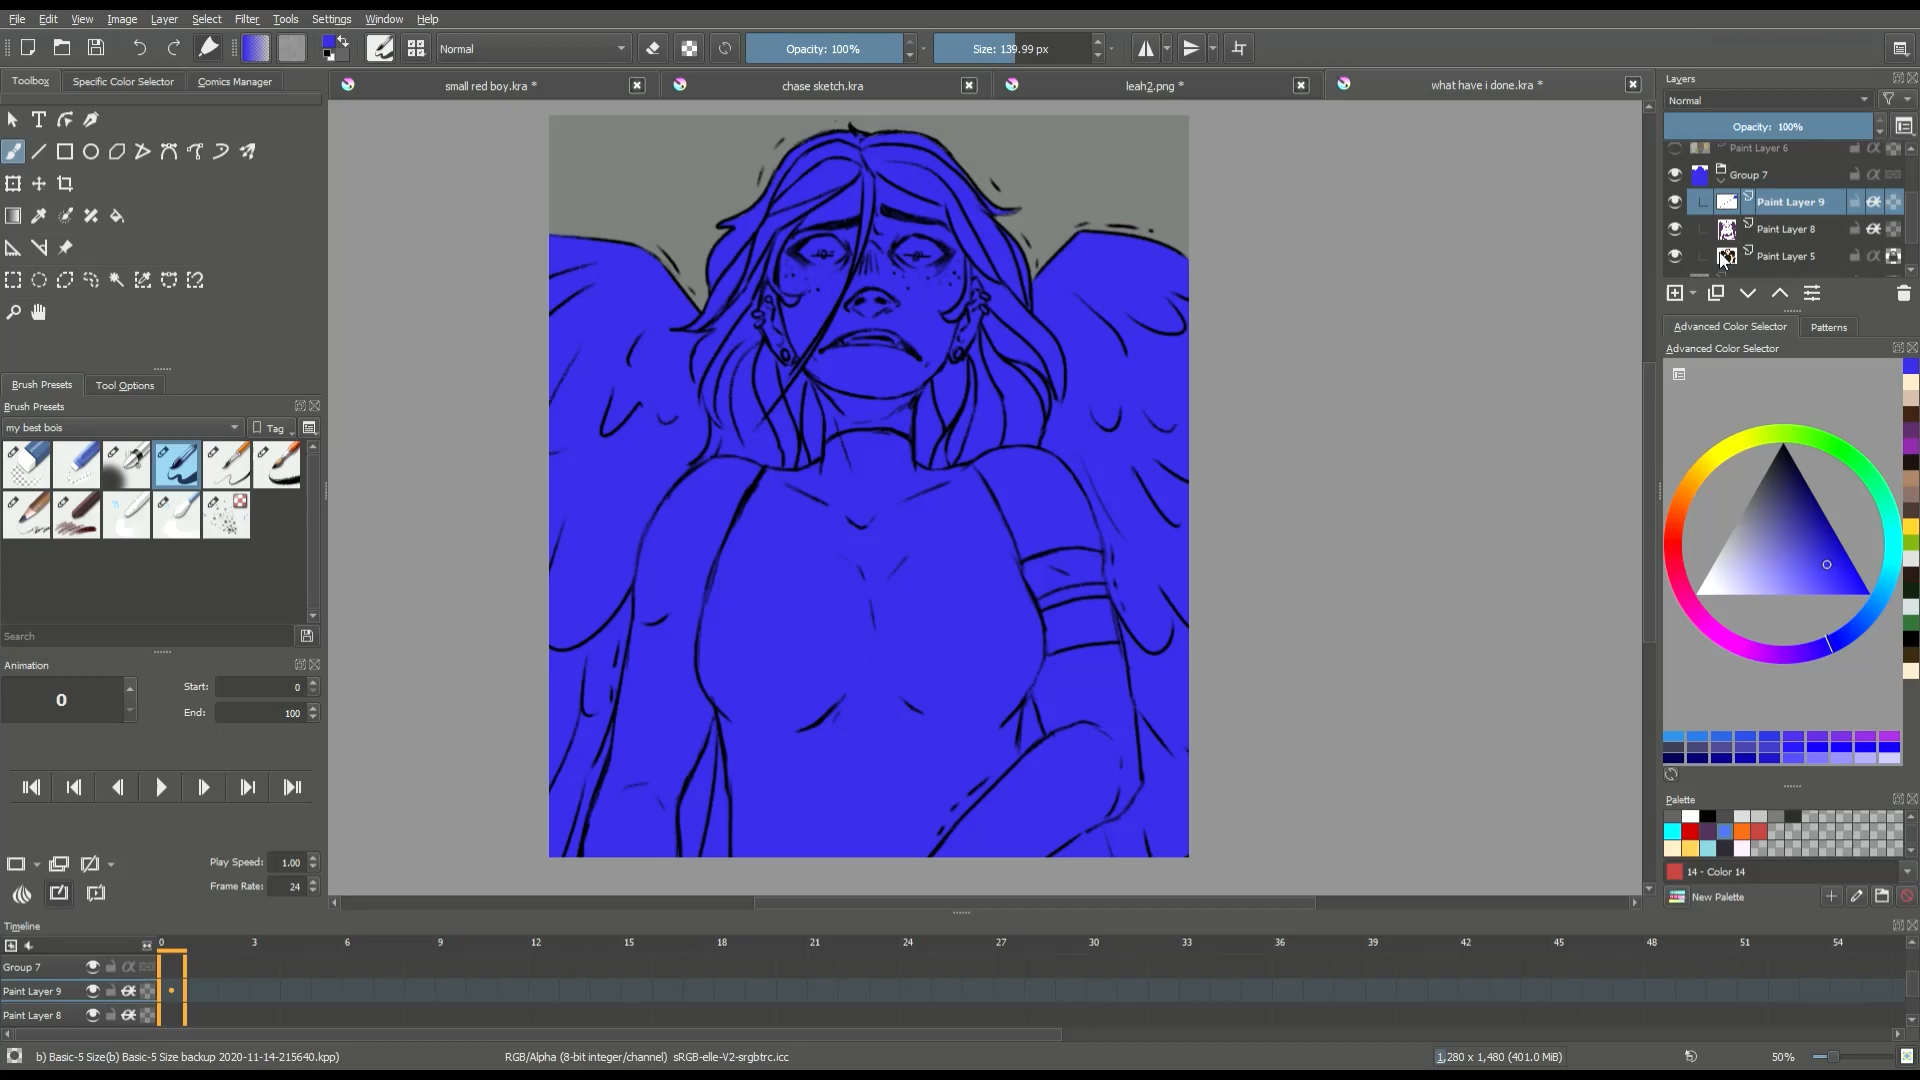 File Edit View Image Layer Select Filter Tools Settings Window Help
Normal
Opacity: 100%
Size: 139.99 px
Toolbox Specific Color Selector Comics Manager
small red boy.kra *
chase sketch.kra
leah2.png *
what have i done.kra *
Layers
Normal
Opacity: 100%
Paint Layer 6
Group 7
Paint Layer 9
Paint Layer 8
Paint Layer 5
Advanced Color Selector Patterns
Advanced Color Selector
Brush Presets Tool Options
Brush Presets
my best bois
Tag
Search
Animation
0
Start: 0
End: 100
Play Speed: 1.00
Frame Rate: 24
Palette
14 - Color 14
New Palette
Timeline
0 3 6 9 12 15 18 21 24 27 30 33 36 39 42 45 48 51 54
Group 7
Paint Layer 9
Paint Layer 8
b) Basic-5 Size(b) Basic-5 Size backup 2020-11-14-215640.kpp)
RGB/Alpha (8-bit integer/channel) sRGB-elle-V2-srgbtrc.icc
1,280 x 1,480 (401.0 MiB)
50%